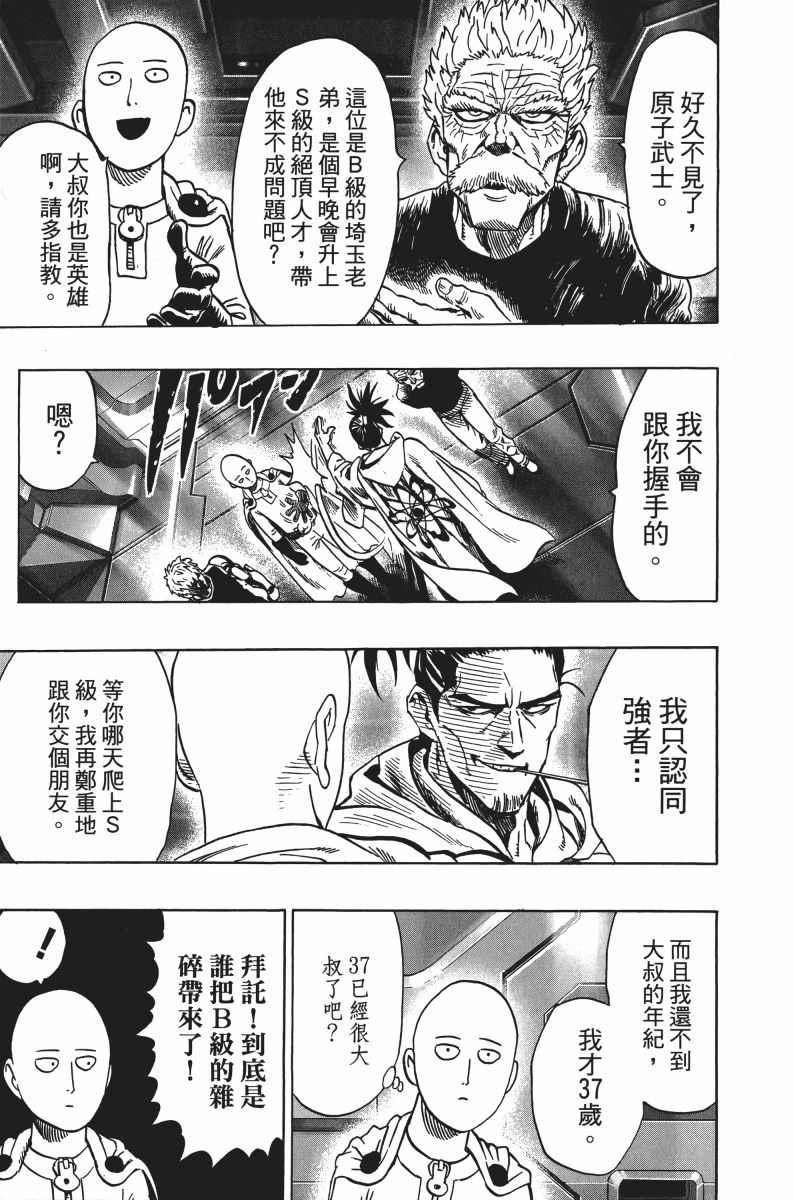 好久不見了，
原子武士。
這位是Ｂ級的埼玉老
弟，是個早晚會升上
Ｓ級的絕頂人才，帶
他來不成問題吧？
大叔你也是英雄
啊，請多指教。
我不會
跟你握手的。
嗯？
我只認同
強者…
等你哪天爬上Ｓ
級，我再鄭重地
跟你交個朋友。
而且我還不到
大叔的年紀，
我才37歲。
37已經很大
叔了吧？
拜託！到底是
誰把Ｂ級的雜
碎帶來了！
！